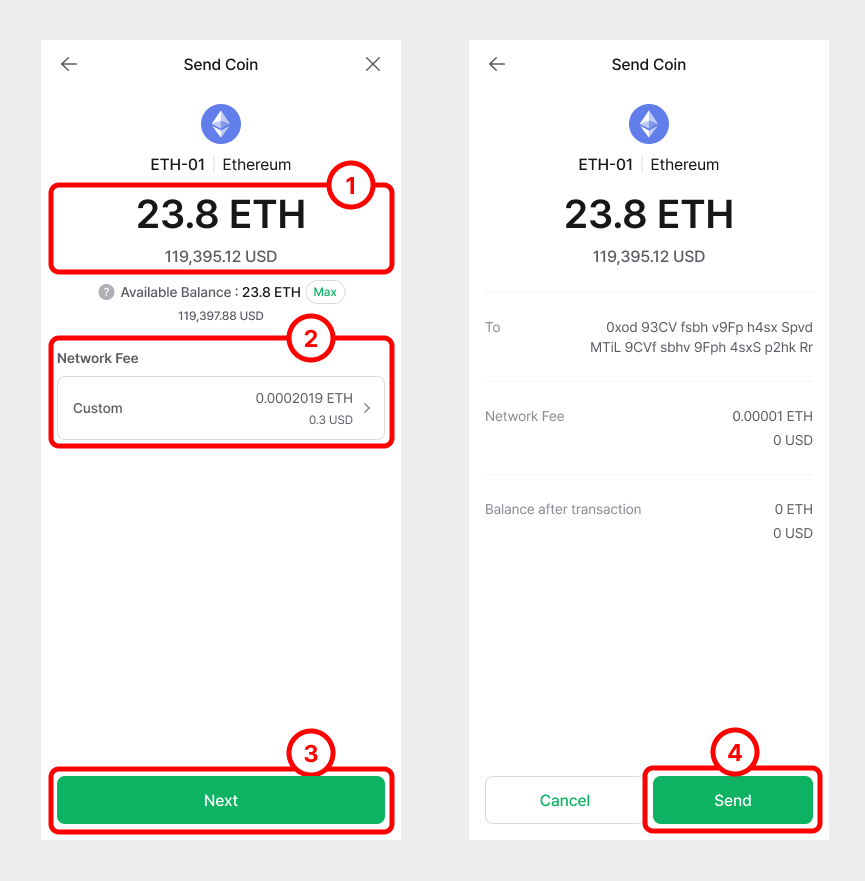 Send Coin
ETH-01 | Ethereum
1
23.8 ETH
119,395.12 USD
? Available Balance : 23.8 ETH Max
119,397.88 USD
2
Network Fee
Custom
0.0002019 ETH
0.3 USD
3
Next
Send Coin
ETH-01 | Ethereum
23.8 ETH
119,395.12 USD
To
0xod 93CV fsbh v9Fp h4sx Spvd
MTiL 9CVf sbhv 9Fph 4sxS p2hk Rr
Network Fee
0.00001 ETH
0 USD
Balance after transaction
0 ETH
0 USD
4
Cancel
Send